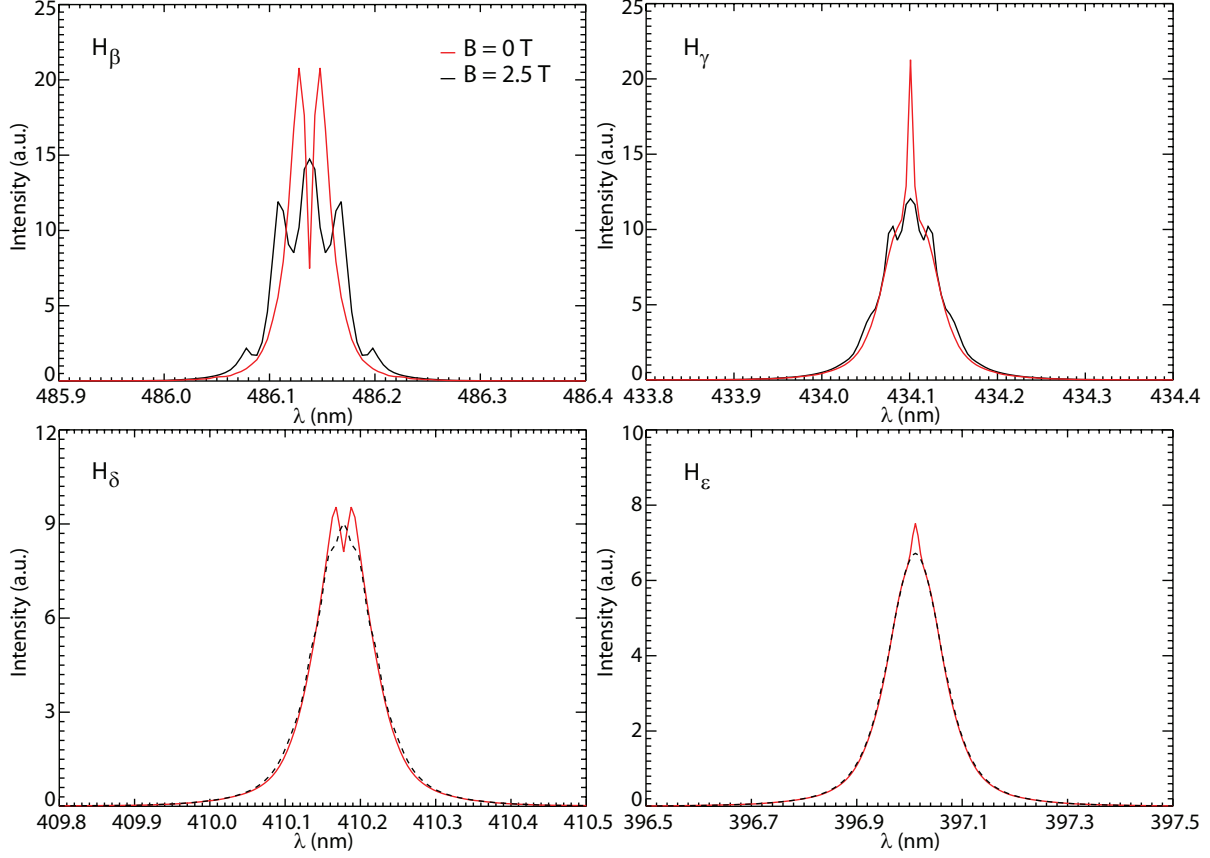 H_β
B = 0 T
B = 2.5 T
Intensity (a.u.)
25
20
15
10
5
0
485.9 486.0 486.1 486.2 486.3 486.4
λ (nm)
H_γ
Intensity (a.u.)
25
20
15
10
5
0
433.8 433.9 434.0 434.1 434.2 434.3 434.4
λ (nm)
H_δ
Intensity (a.u.)
12
9
6
3
0
409.8 409.9 410.0 410.1 410.2 410.3 410.4 410.5
λ (nm)
H_ε
Intensity (a.u.)
10
8
6
4
2
0
396.5 396.7 396.9 397.1 397.3 397.5
λ (nm)